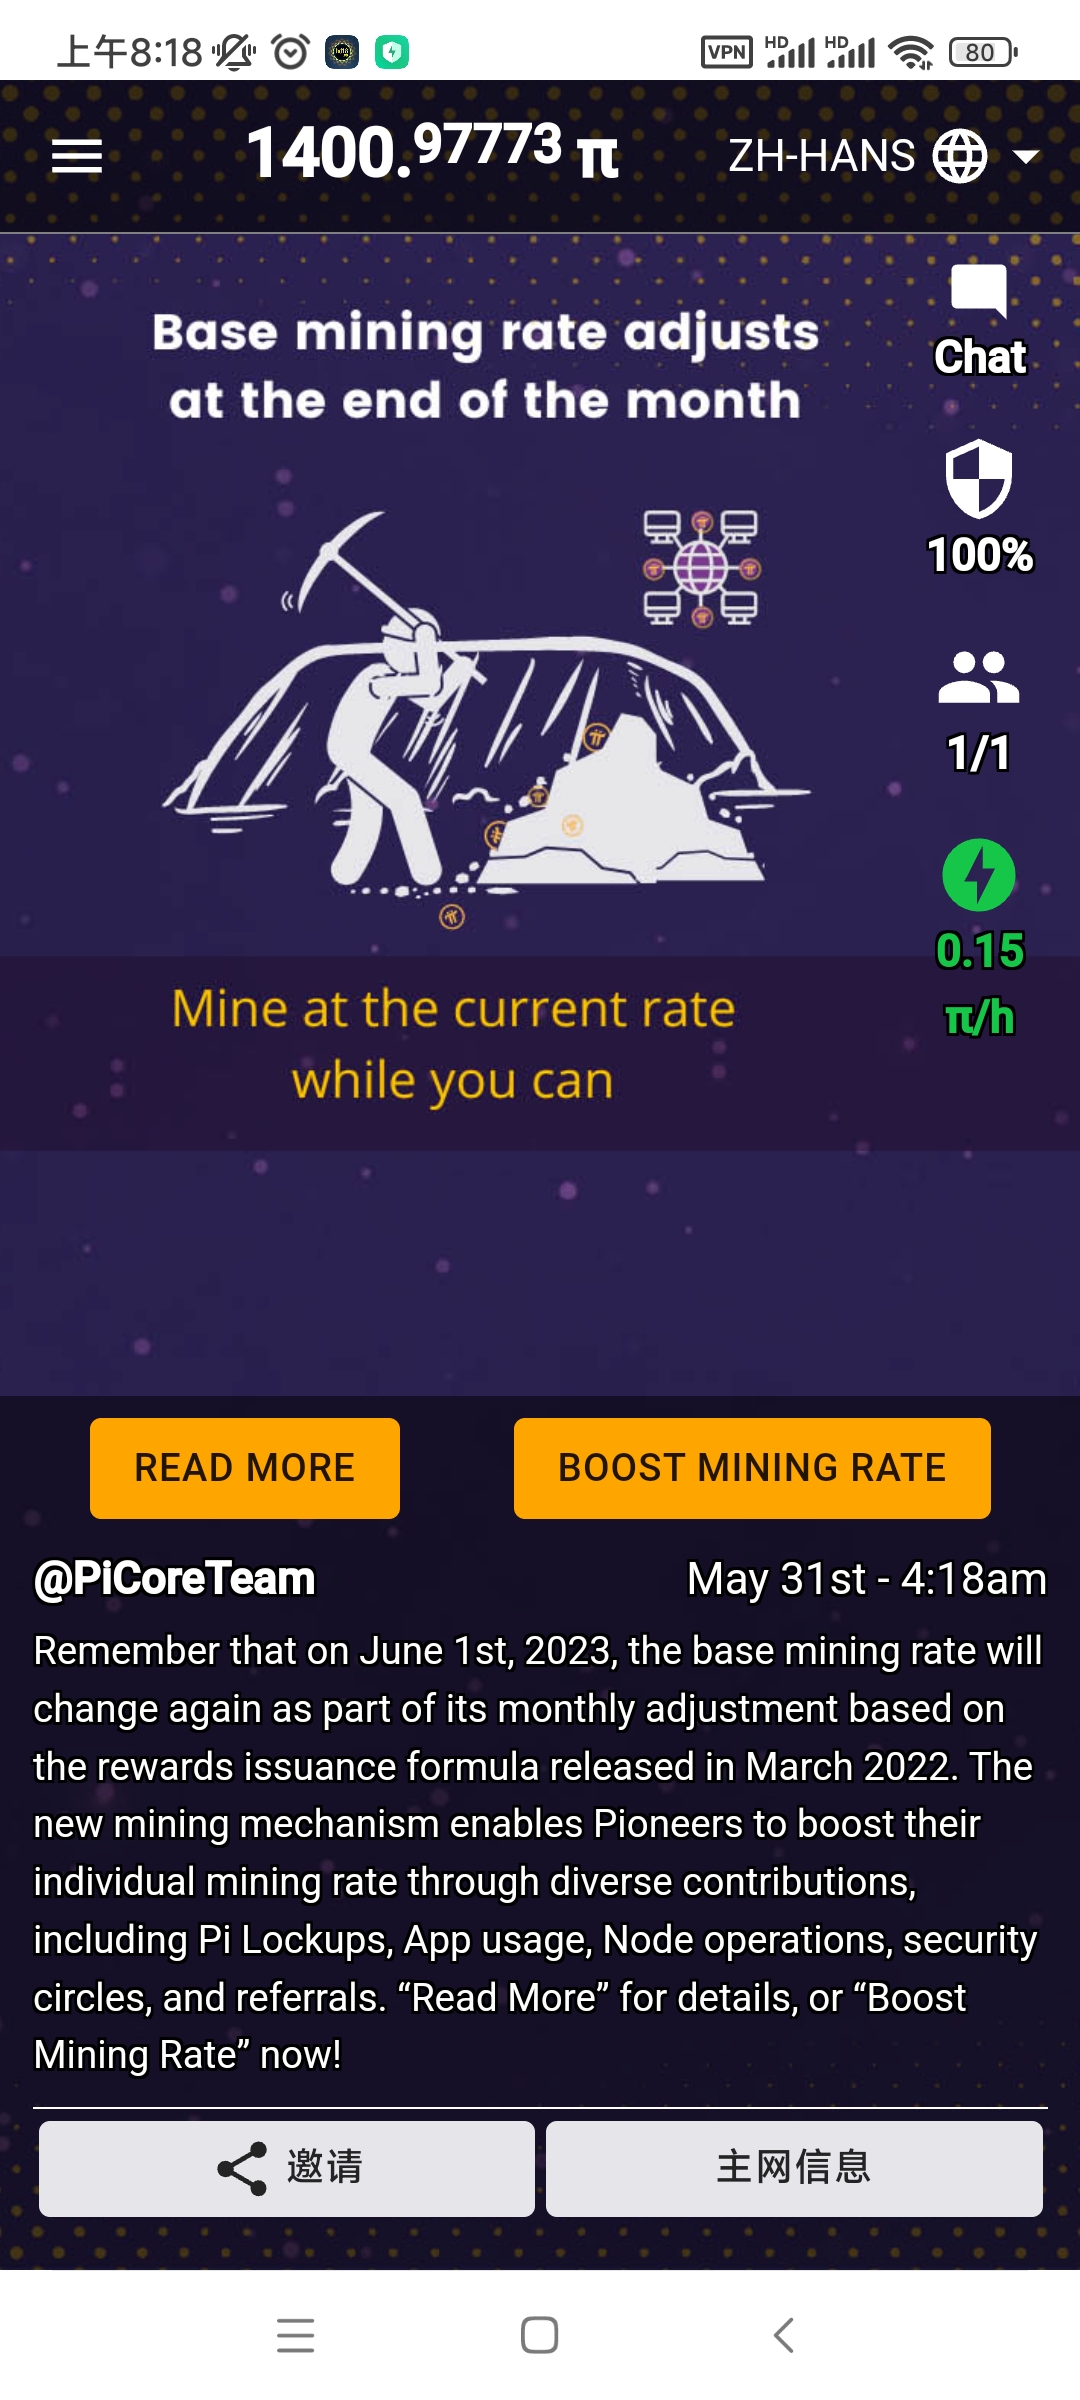 上午8:18
VPN HD HD 80
1400.97773 π
ZH-HANS
Base mining rate adjusts
at the end of the month
Chat
100%
1/1
0.15
π/h
Mine at the current rate
while you can
READ MORE
BOOST MINING RATE
@PiCoreTeam
May 31st - 4:18am
Remember that on June 1st, 2023, the base mining rate will
change again as part of its monthly adjustment based on
the rewards issuance formula released in March 2022. The
new mining mechanism enables Pioneers to boost their
individual mining rate through diverse contributions,
including Pi Lockups, App usage, Node operations, security
circles, and referrals. “Read More” for details, or “Boost
Mining Rate” now!
邀请
主网信息